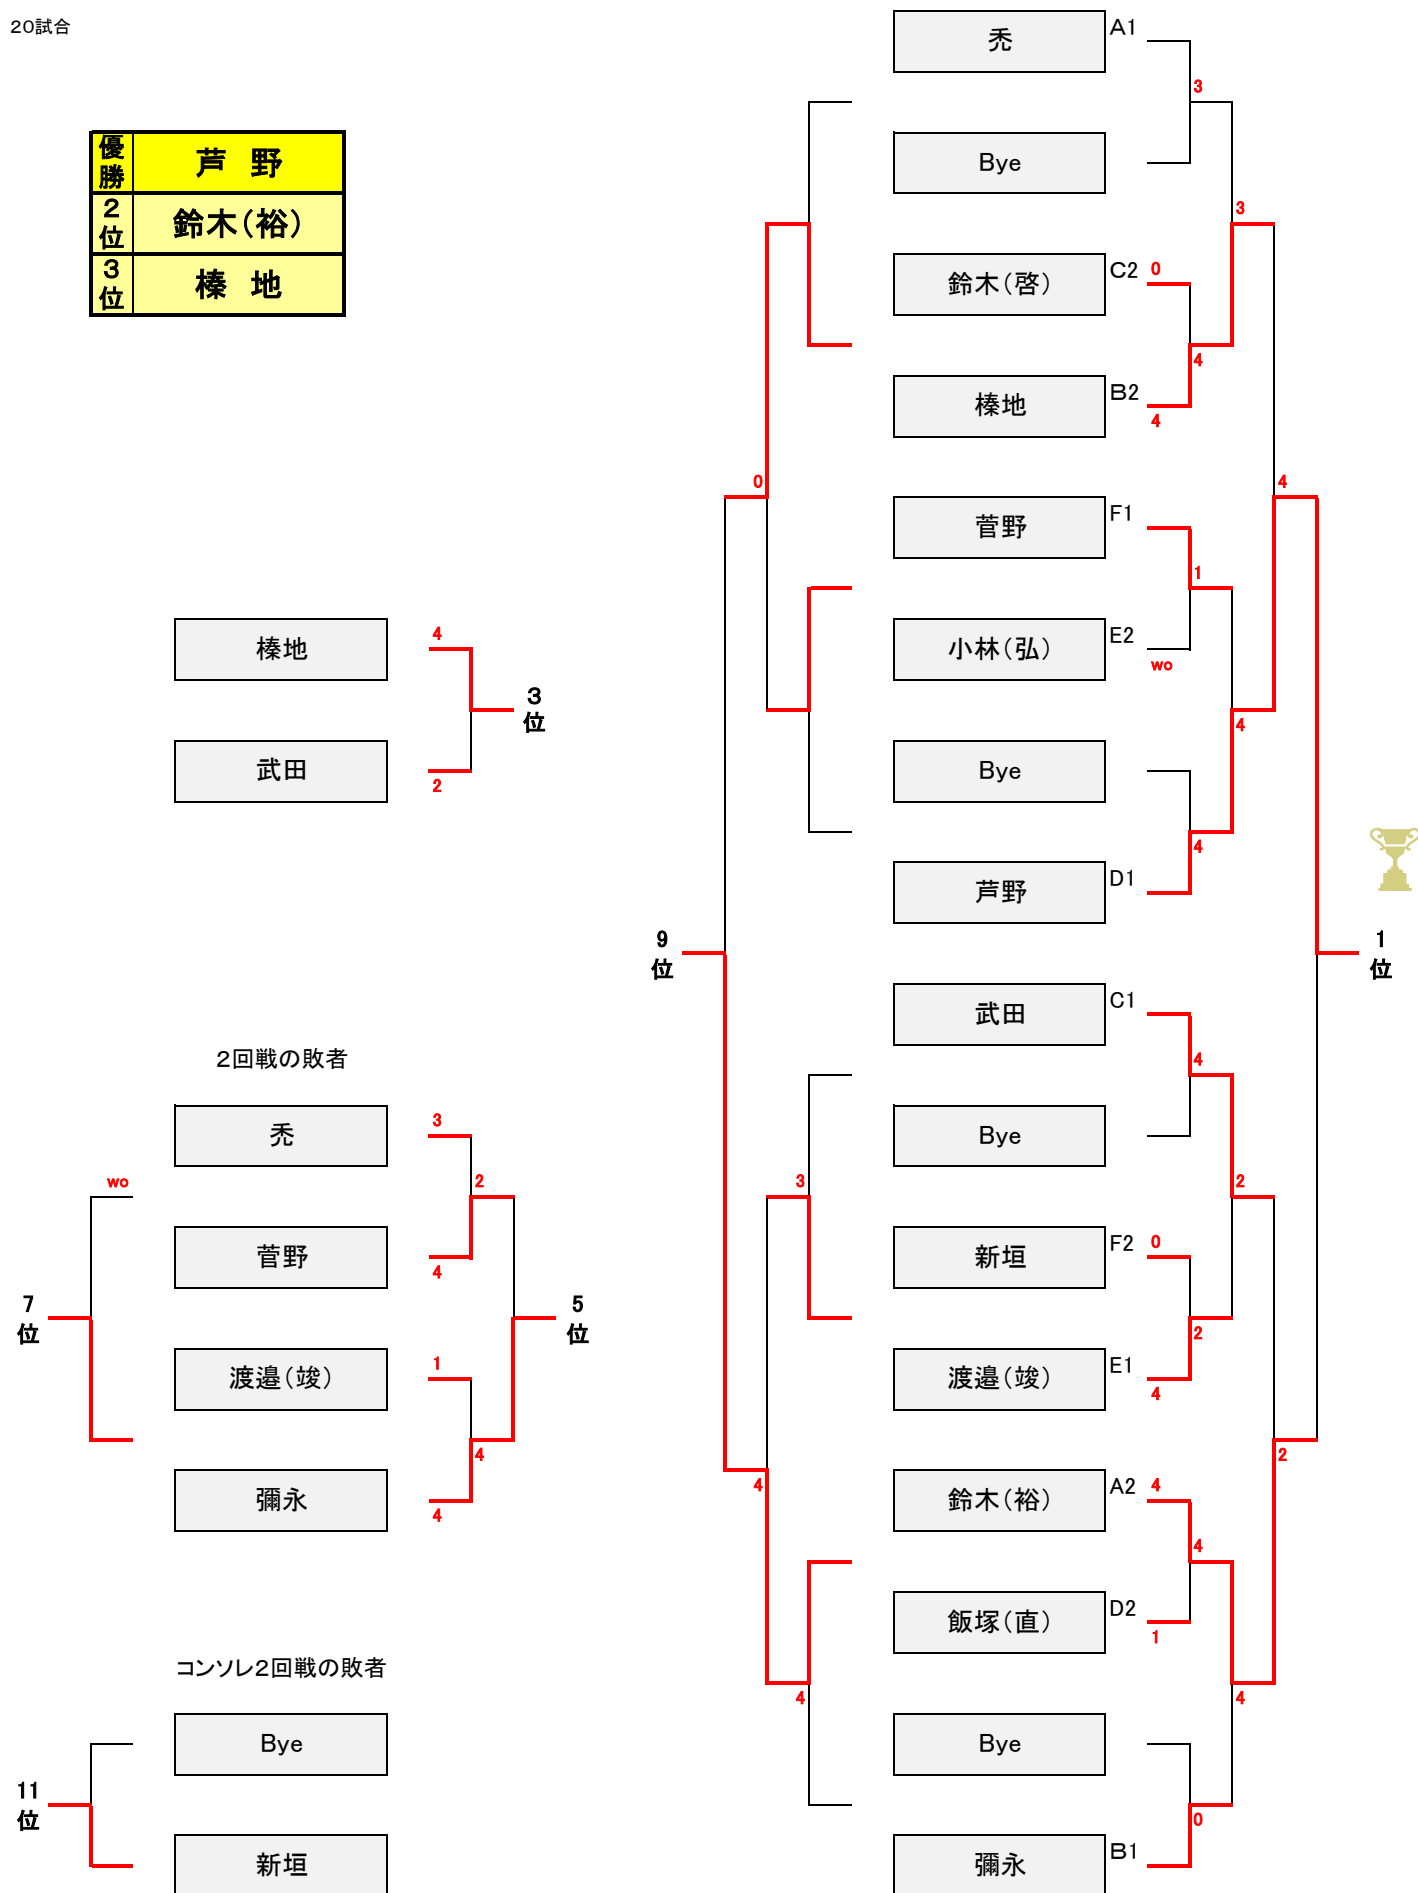 20試合
優勝 芦 野
2位 鈴木(裕)
3位 榛 地
榛地
4
武田
2
3位
2回戦の敗者
禿
3
菅野
4
2
渡邉(竣)
1
彌永
4
4
5位
wo
7位
コンソレ2回戦の敗者
Bye
新垣
11位
9位
0
3
4
4
禿 A1
3
Bye
3
鈴木(啓) C2 0
4
榛地 B2
4
4
菅野 F1
1
小林(弘) E2
wo
4
Bye
4
芦野 D1
1位
武田 C1
4
Bye
2
新垣 F2 0
2
渡邉(竣) E1
4
2
鈴木(裕) A2 4
4
飯塚(直) D2
1
4
Bye
0
彌永 B1